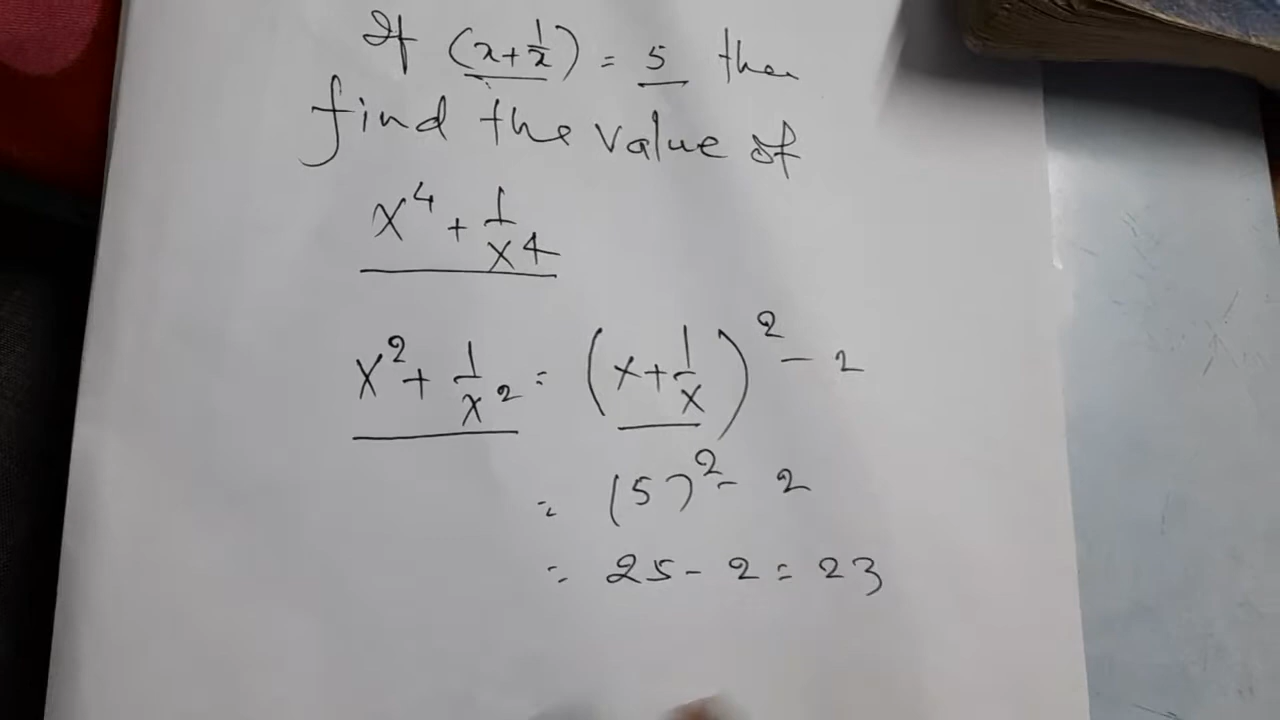 If (x+1/x) = 5 then
find the value of
x⁴ + 1/x⁴
x² + 1/x² = (x+1/x)² - 2
= (5)² - 2
= 25 - 2 = 23